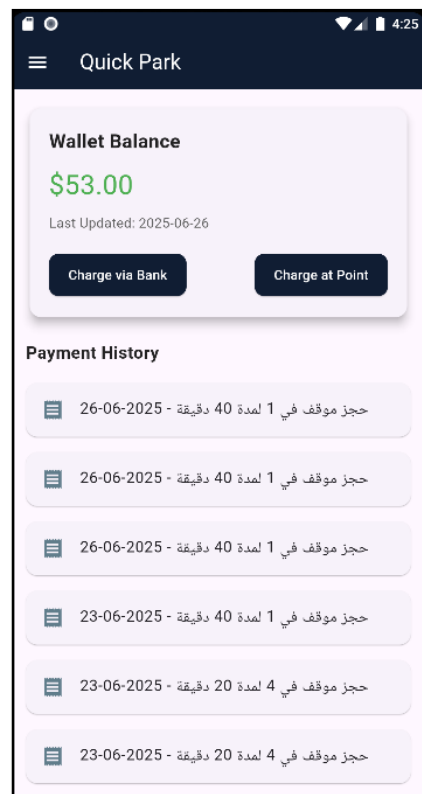 4:25
Quick Park
Wallet Balance
$53.00
Last Updated: 2025-06-26
Charge via Bank
Charge at Point
Payment History
حجز موقف في 1 لمدة 40 دقيقة - 2025-06-26
حجز موقف في 1 لمدة 40 دقيقة - 2025-06-26
حجز موقف في 1 لمدة 40 دقيقة - 2025-06-26
حجز موقف في 1 لمدة 40 دقيقة - 2025-06-23
حجز موقف في 4 لمدة 20 دقيقة - 2025-06-23
حجز موقف في 4 لمدة 20 دقيقة - 2025-06-23